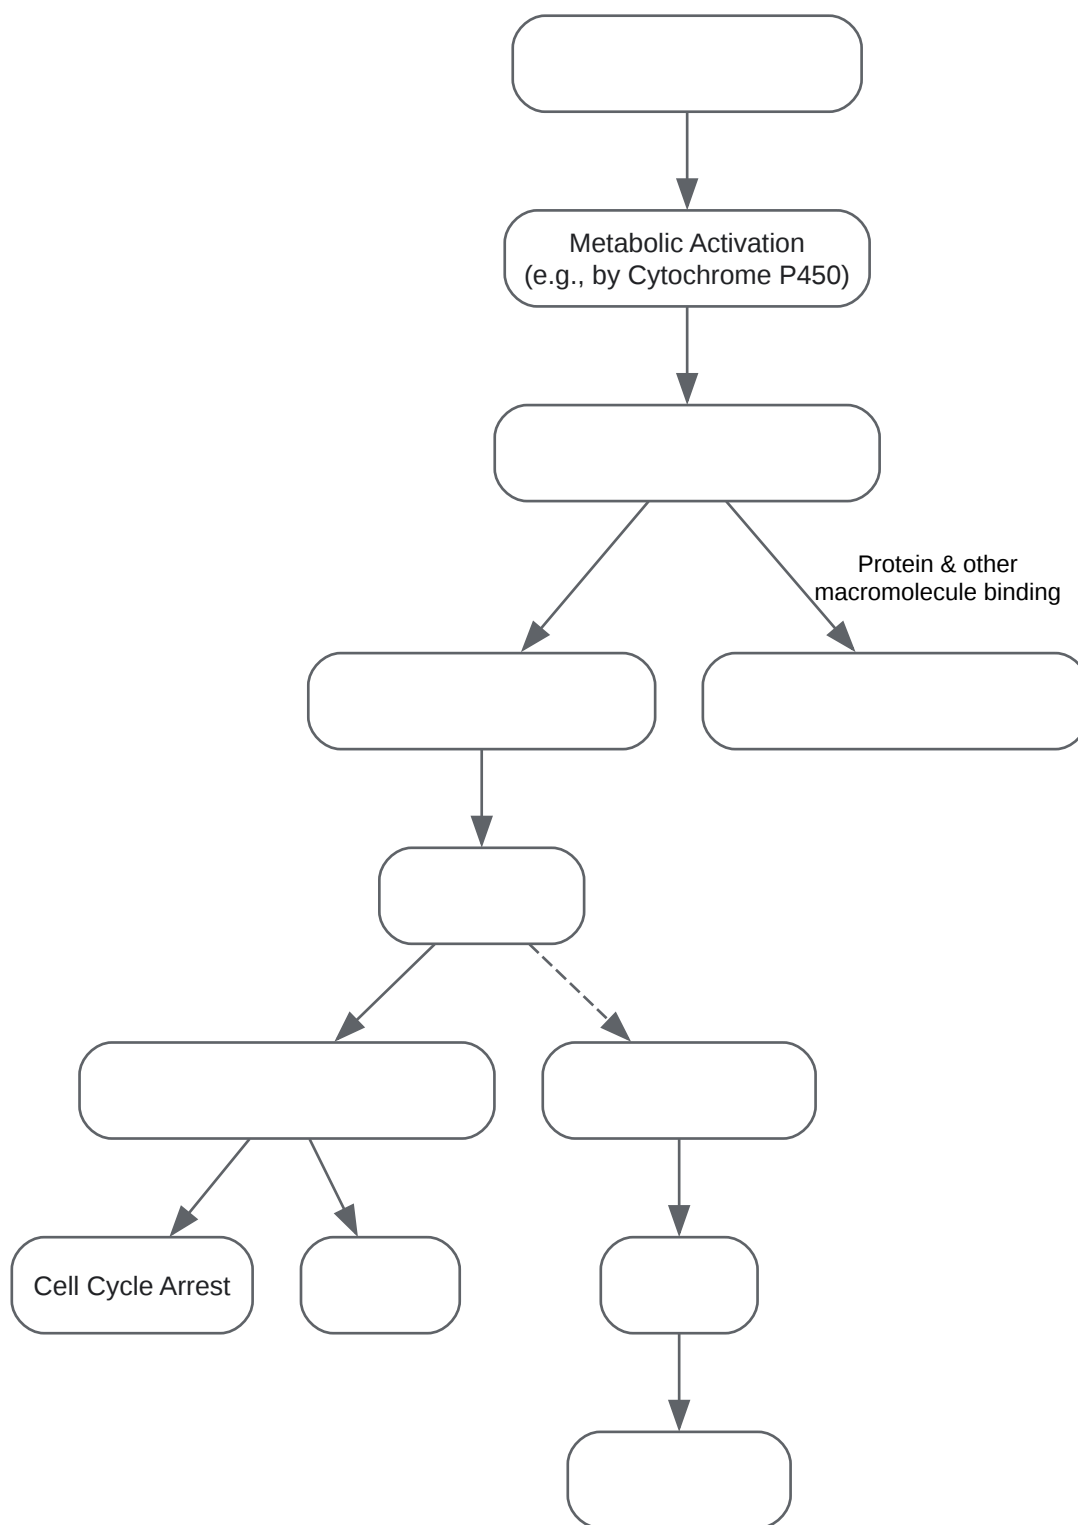 Metabolic Activation
(e.g., by Cytochrome P450)
Protein & other
macromolecule binding
Cell Cycle Arrest